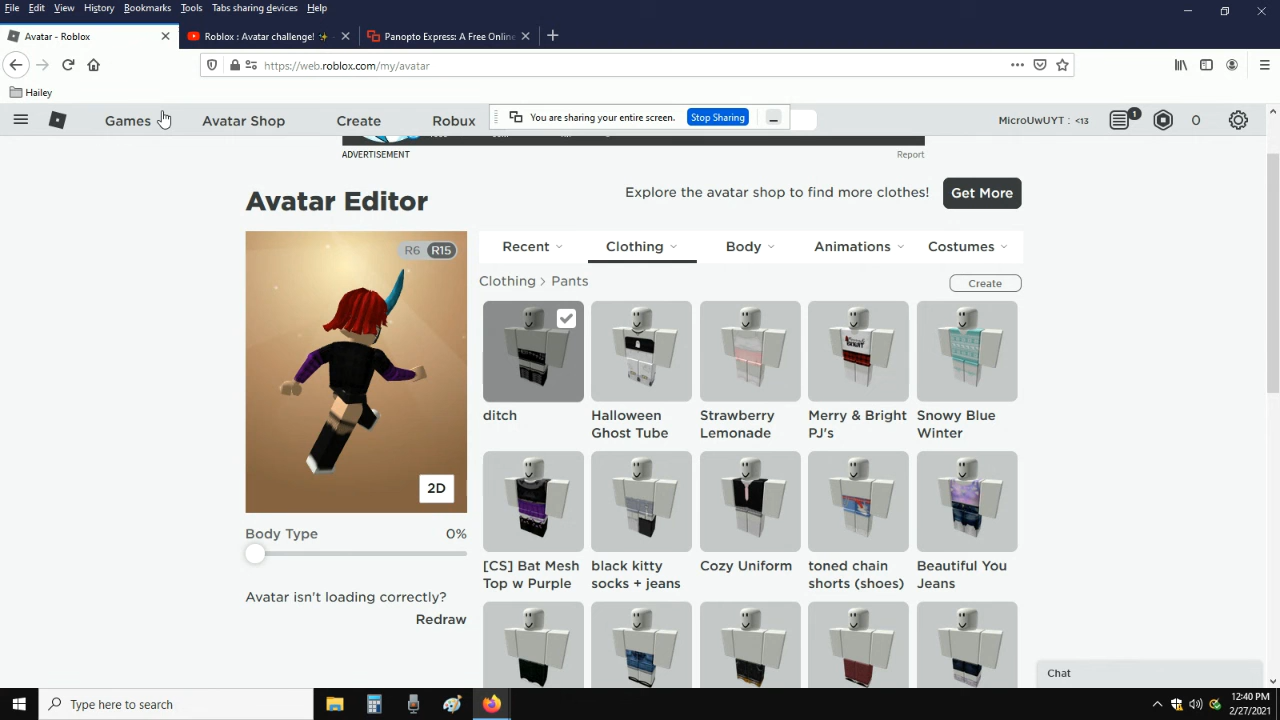 File Edit View History Bookmarks Tools Tabs sharing devices Help
Avatar - Roblox
Roblox : Avatar challenge! ✨
Panopto Express: A Free Online
https://web.roblox.com/my/avatar
Hailey
Games
Avatar Shop
Create
Robux
You are sharing your entire screen.
Stop Sharing
MicroUwUYT : <13
1
0
ADVERTISEMENT
Report
Avatar Editor
Explore the avatar shop to find more clothes!
Get More
R6 R15
Recent
Clothing
Body
Animations
Costumes
Clothing > Pants
Create
ditch
Halloween
Ghost Tube
Strawberry
Lemonade
Merry & Bright
PJ's
Snowy Blue
Winter
2D
Body Type 0%
[CS] Bat Mesh
Top w Purple
black kitty
socks + jeans
Cozy Uniform
toned chain
shorts (shoes)
Beautiful You
Jeans
Avatar isn't loading correctly?
Redraw
Chat
Type here to search
12:40 PM
2/27/2021